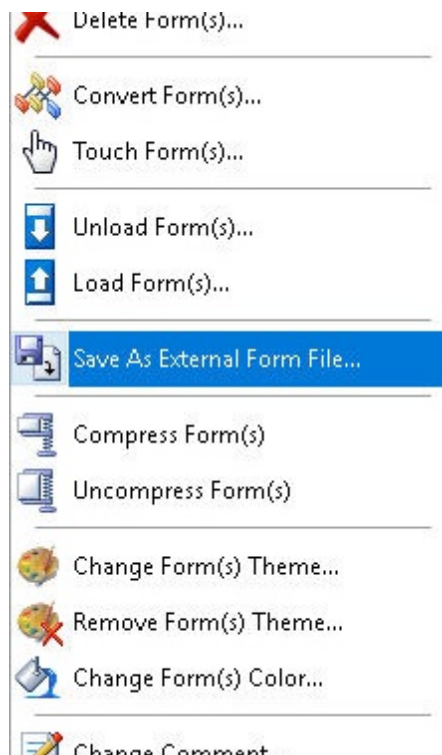 Delete Form(s)...
Convert Form(s)...
Touch Form(s)...
Unload Form(s)...
Load Form(s)...
Save As External Form File...
Compress Form(s)
Uncompress Form(s)
Change Form(s) Theme...
Remove Form(s) Theme...
Change Form(s) Color...
Change Comment...